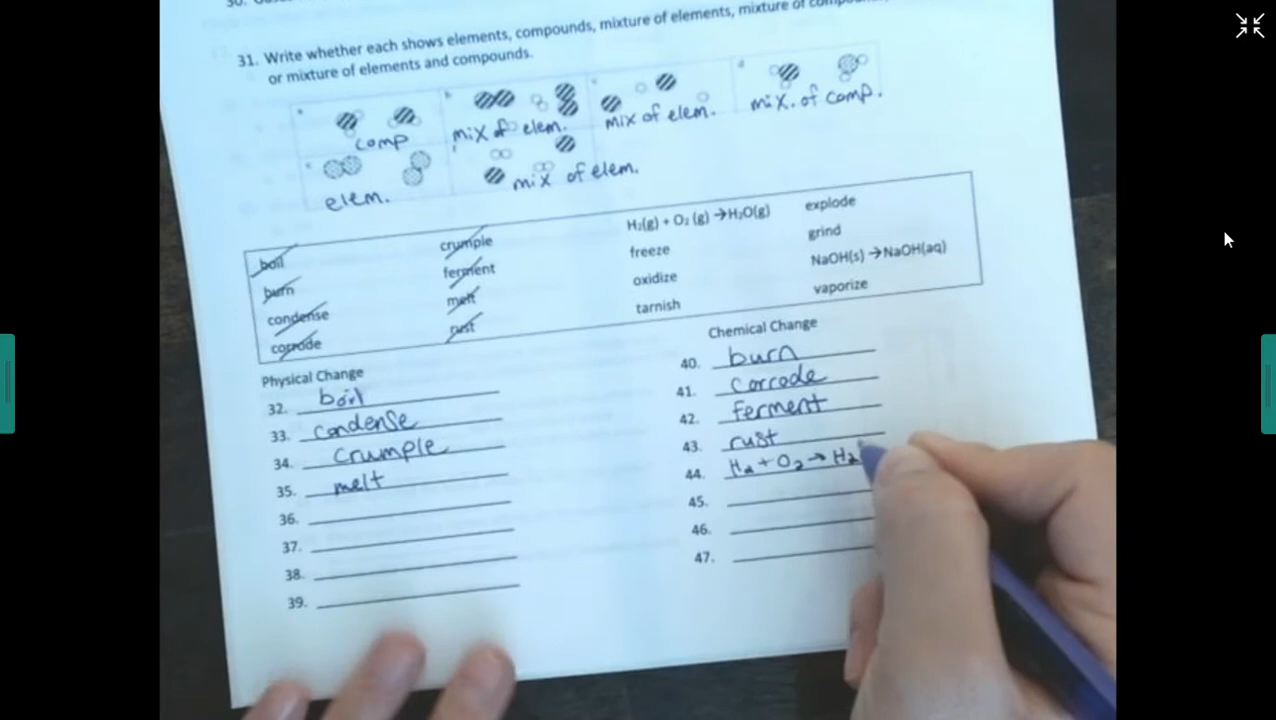 31. Write whether each shows elements, compounds, mixture of elements, mixture of compounds,
or mixture of elements and compounds.
comp
mix of elem.
mix of elem.
mix. of comp.
elem.
mix of elem.
boil crumple H₂(g) + O₂ (g) →H₂O(g) explode
burn ferment freeze grind
condense melt oxidize NaOH(s) →NaOH(aq)
corrode rust tarnish vaporize
Physical Change
32. boil
33. condense
34. crumple
35. melt
36.
37.
38.
39.
Chemical Change
40. burn
41. corrode
42. ferment
43. rust
44. H₂ + O₂ → H₂
45.
46.
47.